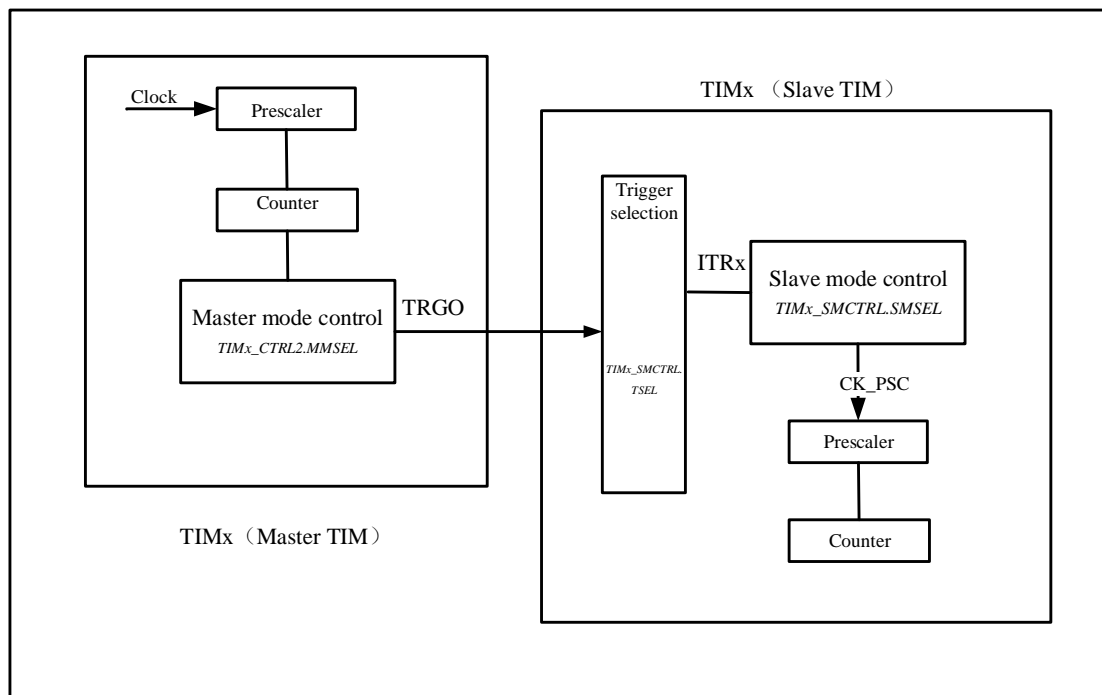 Clock
Prescaler
Counter
Master mode control
TIMx_CTRL2.MMSEL
TRGO
TIMx（Master TIM）
TIMx （Slave TIM）
Trigger
selection
TIMx_SMCTRL.
TSEL
ITRx
Slave mode control
TIMx_SMCTRL.SMSEL
CK_PSC
Prescaler
Counter